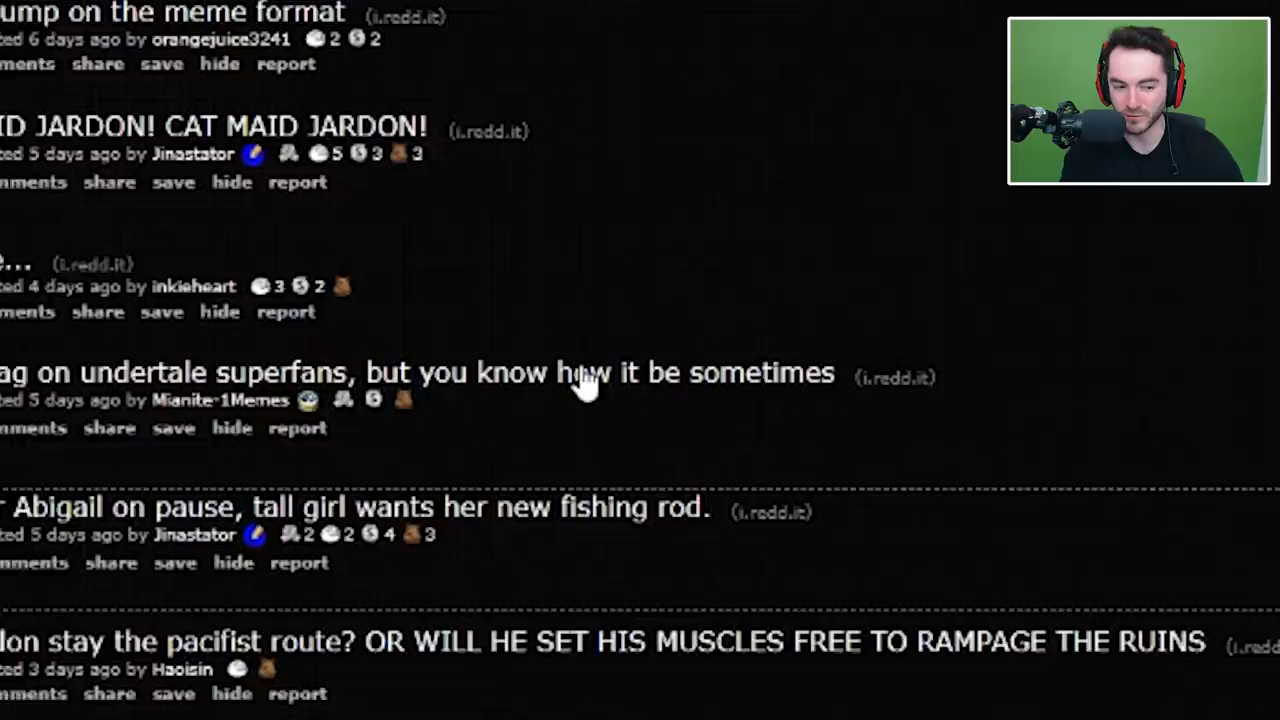 ump on the meme format (i.redd.it)
ted 6 days ago by orangejuice3241 2 2
ments share save hide report
ID JARDON! CAT MAID JARDON! (i.redd.it)
ted 5 days ago by Jinastator 5 3 3
mments share save hide report
e... (i.redd.it)
ted 4 days ago by inkieheart 3 2
ments share save hide report
ag on undertale superfans, but you know how it be sometimes (i.redd.it)
ted 5 days ago by Mianite-1Memes
mments share save hide report
r Abigail on pause, tall girl wants her new fishing rod. (i.redd.it)
ted 5 days ago by Jinastator 2 2 4 3
mments share save hide report
lon stay the pacifist route? OR WILL HE SET HIS MUSCLES FREE TO RAMPAGE THE RUINS (i.redd
ted 3 days ago by Haoisin
mments share save hide report